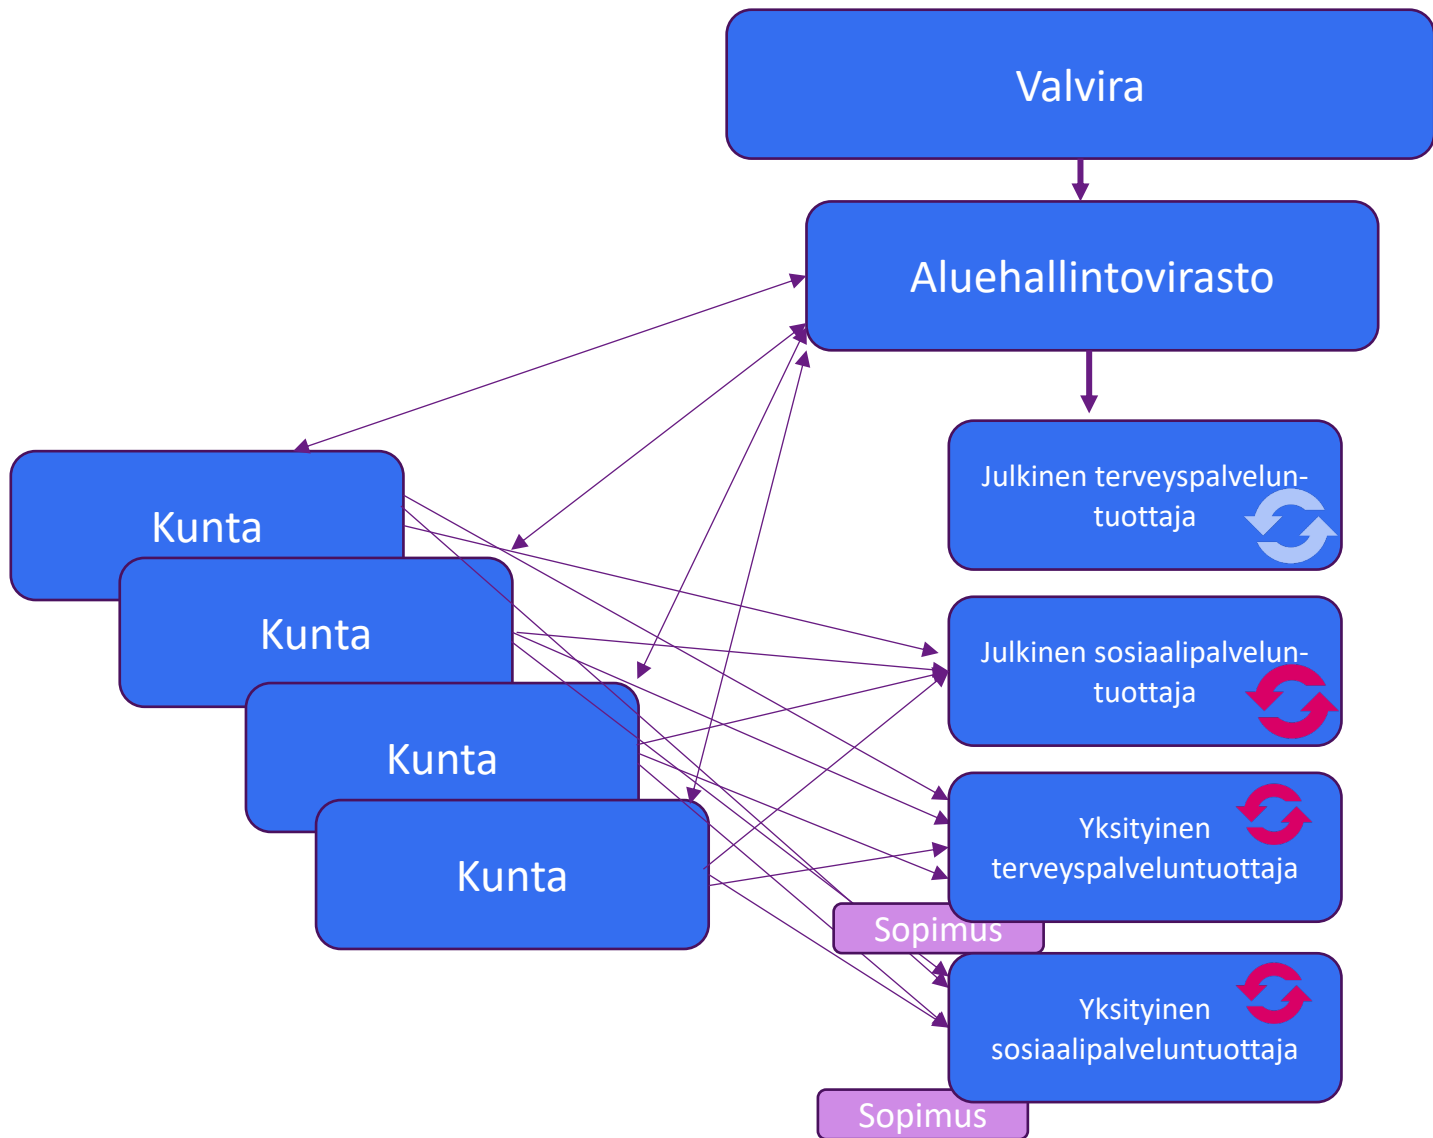 Valvira
Aluehallintovirasto
Julkinen terveyspalvelun-
tuottaja
Kunta
Kunta
Julkinen sosiaalipalvelun-
tuottaja
Kunta
Kunta
Yksityinen
terveyspalveluntuottaja
Sopimus
Yksityinen
sosiaalipalveluntuottaja
Sopimus